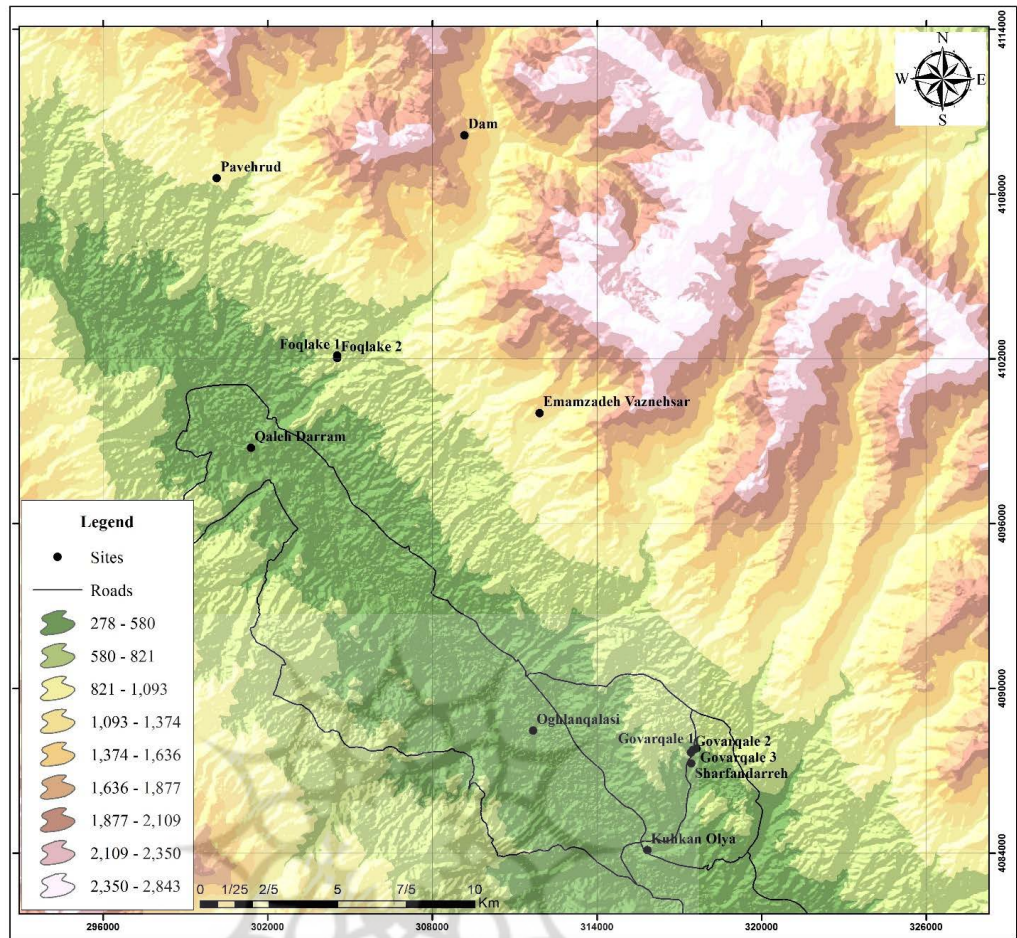 4114000
N
W E
S
Dam
Pavehrud
4108000
Foqlake 1 Foqlake 2
4102000
Emamzadeh Vaznehsar
Qaleh Darram
4096000
Legend
Sites
Roads
278 - 580
580 - 821
821 - 1,093
1,093 - 1,374
1,374 - 1,636
1,636 - 1,877
1,877 - 2,109
2,109 - 2,350
2,350 - 2,843
4090000
Oghlanqalasi
Govarqale 1 Govarqale 2
Govarqale 3
Sharfandarreh
Kuhkan Olya
4084000
0 1/25 2/5 5 7/5 10
Km
296000 302000 308000 314000 320000 326000